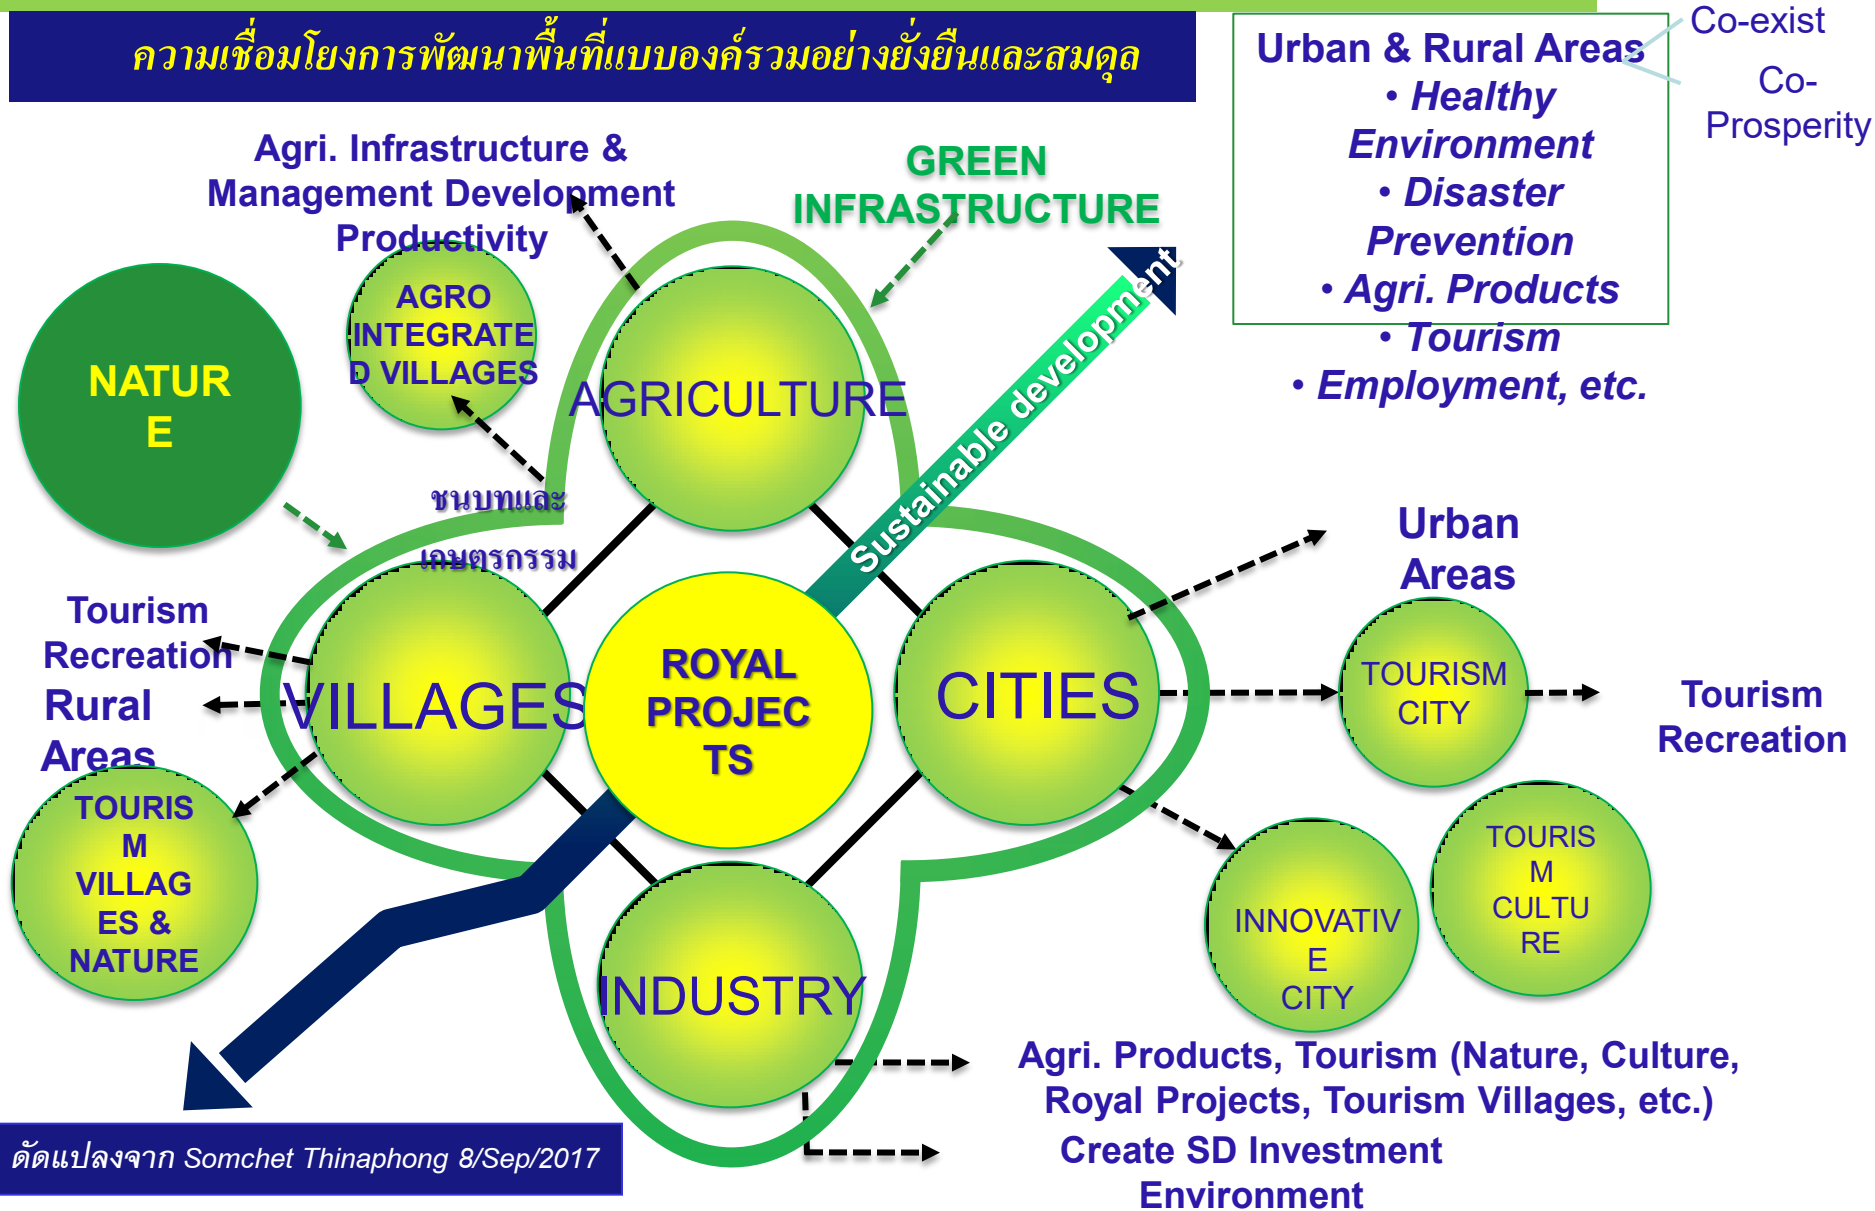 ความเชื่อมโยงการพัฒนาพื้นที่แบบองค์รวมอย่างยั่งยืนและสมดุล
Urban & Rural Areas
• Healthy
Environment
• Disaster
Prevention
• Agri. Products
• Tourism
• Employment, etc.
Co-exist
Co-
Prosperity
Agri. Infrastructure &
Management Development
Productivity
GREEN
INFRASTRUCTURE
NATUR
E
AGRO
INTEGRATE
D VILLAGES
AGRICULTURE
Sustainable development
ชนบทและ
เกษตรกรรม
Urban
Areas
Tourism
Recreation
Rural
Areas
VILLAGES
ROYAL
PROJEC
TS
CITIES
TOURISM
CITY
Tourism
Recreation
TOURIS
M
VILLAG
ES &
NATURE
INDUSTRY
INNOVATIV
E
CITY
TOURIS
M
CULTU
RE
Agri. Products, Tourism (Nature, Culture,
Royal Projects, Tourism Villages, etc.)
Create SD Investment
Environment
ดัดแปลงจาก Somchet Thinaphong 8/Sep/2017